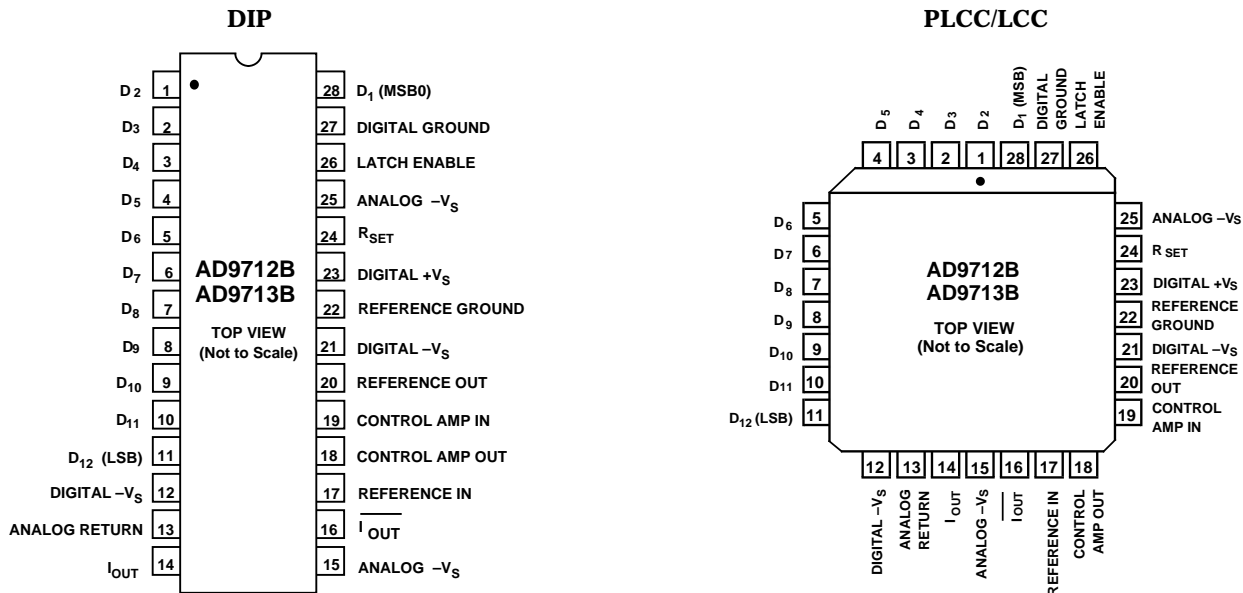 DIP
D2 1
D3 2
D4 3
D5 4
D6 5
D7 6
D8 7
D9 8
D10 9
D11 10
D12 (LSB) 11
DIGITAL –VS 12
ANALOG RETURN 13
IOUT 14
28 D1 (MSB0)
27 DIGITAL GROUND
26 LATCH ENABLE
25 ANALOG –VS
24 RSET
23 DIGITAL +VS
22 REFERENCE GROUND
21 DIGITAL –VS
20 REFERENCE OUT
19 CONTROL AMP IN
18 CONTROL AMP OUT
17 REFERENCE IN
16 I̅O̅U̅T̅
15 ANALOG –VS
AD9712B
AD9713B
TOP VIEW
(Not to Scale)
PLCC/LCC
D5
D4
D3
D2
D1 (MSB)
DIGITAL
GROUND
LATCH
ENABLE
4 3 2 1 28 27 26
D6 5
D7 6
D8 7
D9 8
D10 9
D11 10
D12 (LSB) 11
AD9712B
AD9713B
TOP VIEW
(Not to Scale)
25 ANALOG –VS
24 RSET
23 DIGITAL +VS
22 REFERENCE
GROUND
21 DIGITAL –VS
20 REFERENCE
OUT
19 CONTROL
AMP IN
12 13 14 15 16 17 18
DIGITAL –VS
ANALOG
RETURN
IOUT
ANALOG –VS
I̅O̅U̅T̅
REFERENCE IN
CONTROL
AMP OUT